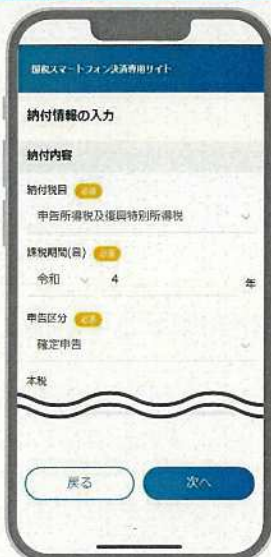 国税スマートフォン決済専用サイト
納付情報の入力
納付内容
納付税目 必須
申告所得税及復興特別所得税
課税期間(自) 必須
令和 4 年
申告区分 必須
確定申告
本税
戻る 次へ